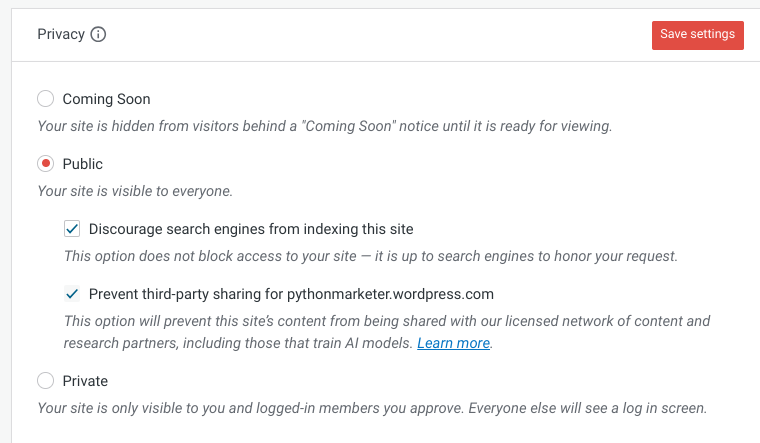 Privacy
Save settings
Coming Soon
Your site is hidden from visitors behind a "Coming Soon" notice until it is ready for viewing.
Public
Your site is visible to everyone.
Discourage search engines from indexing this site
This option does not block access to your site — it is up to search engines to honor your request.
Prevent third-party sharing for pythonmarketer.wordpress.com
This option will prevent this site’s content from being shared with our licensed network of content and
research partners, including those that train AI models. Learn more.
Private
Your site is only visible to you and logged-in members you approve. Everyone else will see a log in screen.